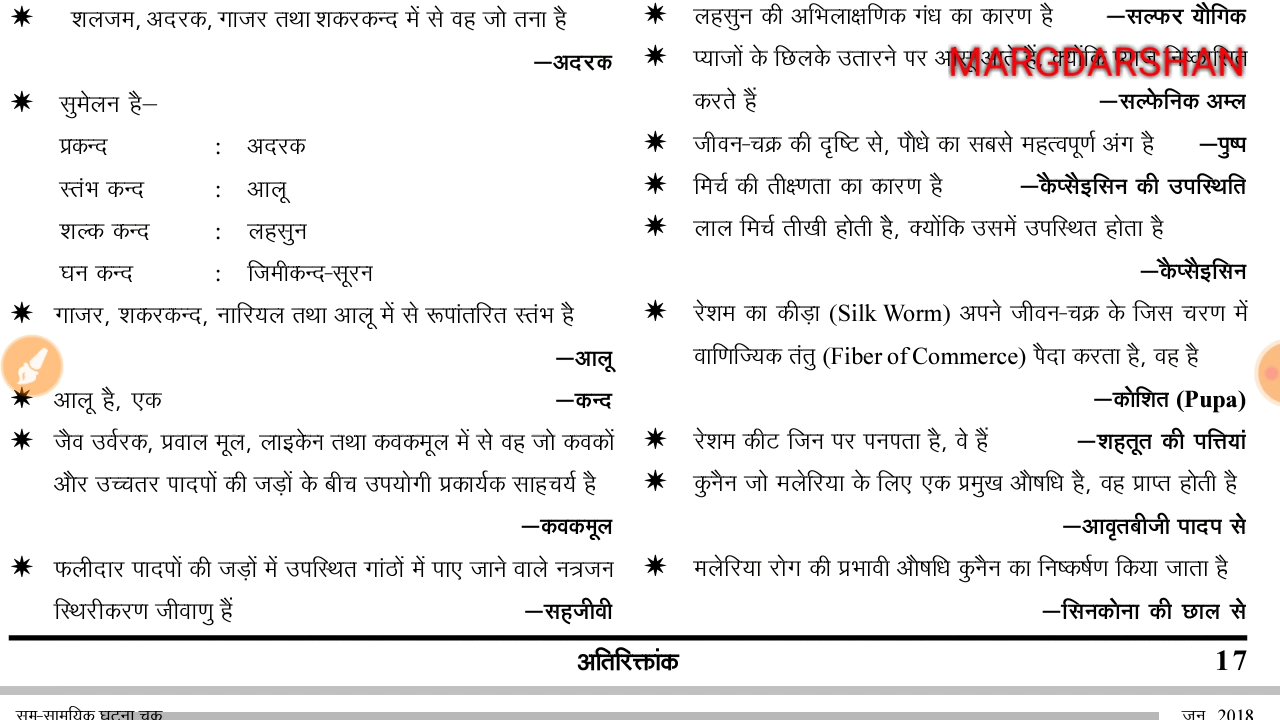 ✷ शलजम, अदरक, गाजर तथा शकरकन्द में से वह जो तना है
—अदरक
✷ सुमेलन है—
प्रकन्द : अदरक
स्तंभ कन्द : आलू
शल्क कन्द : लहसुन
घन कन्द : जिमीकन्द-सूरन
✷ गाजर, शकरकन्द, नारियल तथा आलू में से रूपांतरित स्तंभ है
—आलू
✷ आलू है, एक —कन्द
✷ जैव उर्वरक, प्रवाल मूल, लाइकेन तथा कवकमूल में से वह जो कवकों
और उच्चतर पादपों की जड़ों के बीच उपयोगी प्रकार्यक साहचर्य है
—कवकमूल
✷ फलीदार पादपों की जड़ों में उपस्थित गांठों में पाए जाने वाले नत्रजन
स्थिरीकरण जीवाणु हैं —सहजीवी
✷ लहसुन की अभिलाक्षणिक गंध का कारण है —सल्फर यौगिक
✷ प्याजों के छिलके उतारने पर आंसू आते हैं, क्योंकि प्याज निष्कासित
MARGDARSHAN
करते हैं —सल्फेनिक अम्ल
✷ जीवन-चक्र की दृष्टि से, पौधे का सबसे महत्वपूर्ण अंग है —पुष्प
✷ मिर्च की तीक्ष्णता का कारण है —कैप्सैइसिन की उपस्थिति
✷ लाल मिर्च तीखी होती है, क्योंकि उसमें उपस्थित होता है
—कैप्सैइसिन
✷ रेशम का कीड़ा (Silk Worm) अपने जीवन-चक्र के जिस चरण में
वाणिज्यिक तंतु (Fiber of Commerce) पैदा करता है, वह है
—कोशित (Pupa)
✷ रेशम कीट जिन पर पनपता है, वे हैं —शहतूत की पत्तियां
✷ कुनैन जो मलेरिया के लिए एक प्रमुख औषधि है, वह प्राप्त होती है
—आवृतबीजी पादप से
✷ मलेरिया रोग की प्रभावी औषधि कुनैन का निष्कर्षण किया जाता है
—सिनकोना की छाल से
अतिरिक्तांक 17
सम-सामयिक घटना चक्र जून, 2018